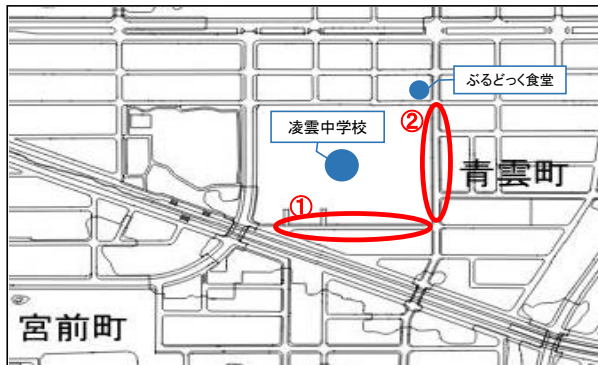 ぶるどっく食堂
凌雲中学校
②
青雲町
①
宮前町